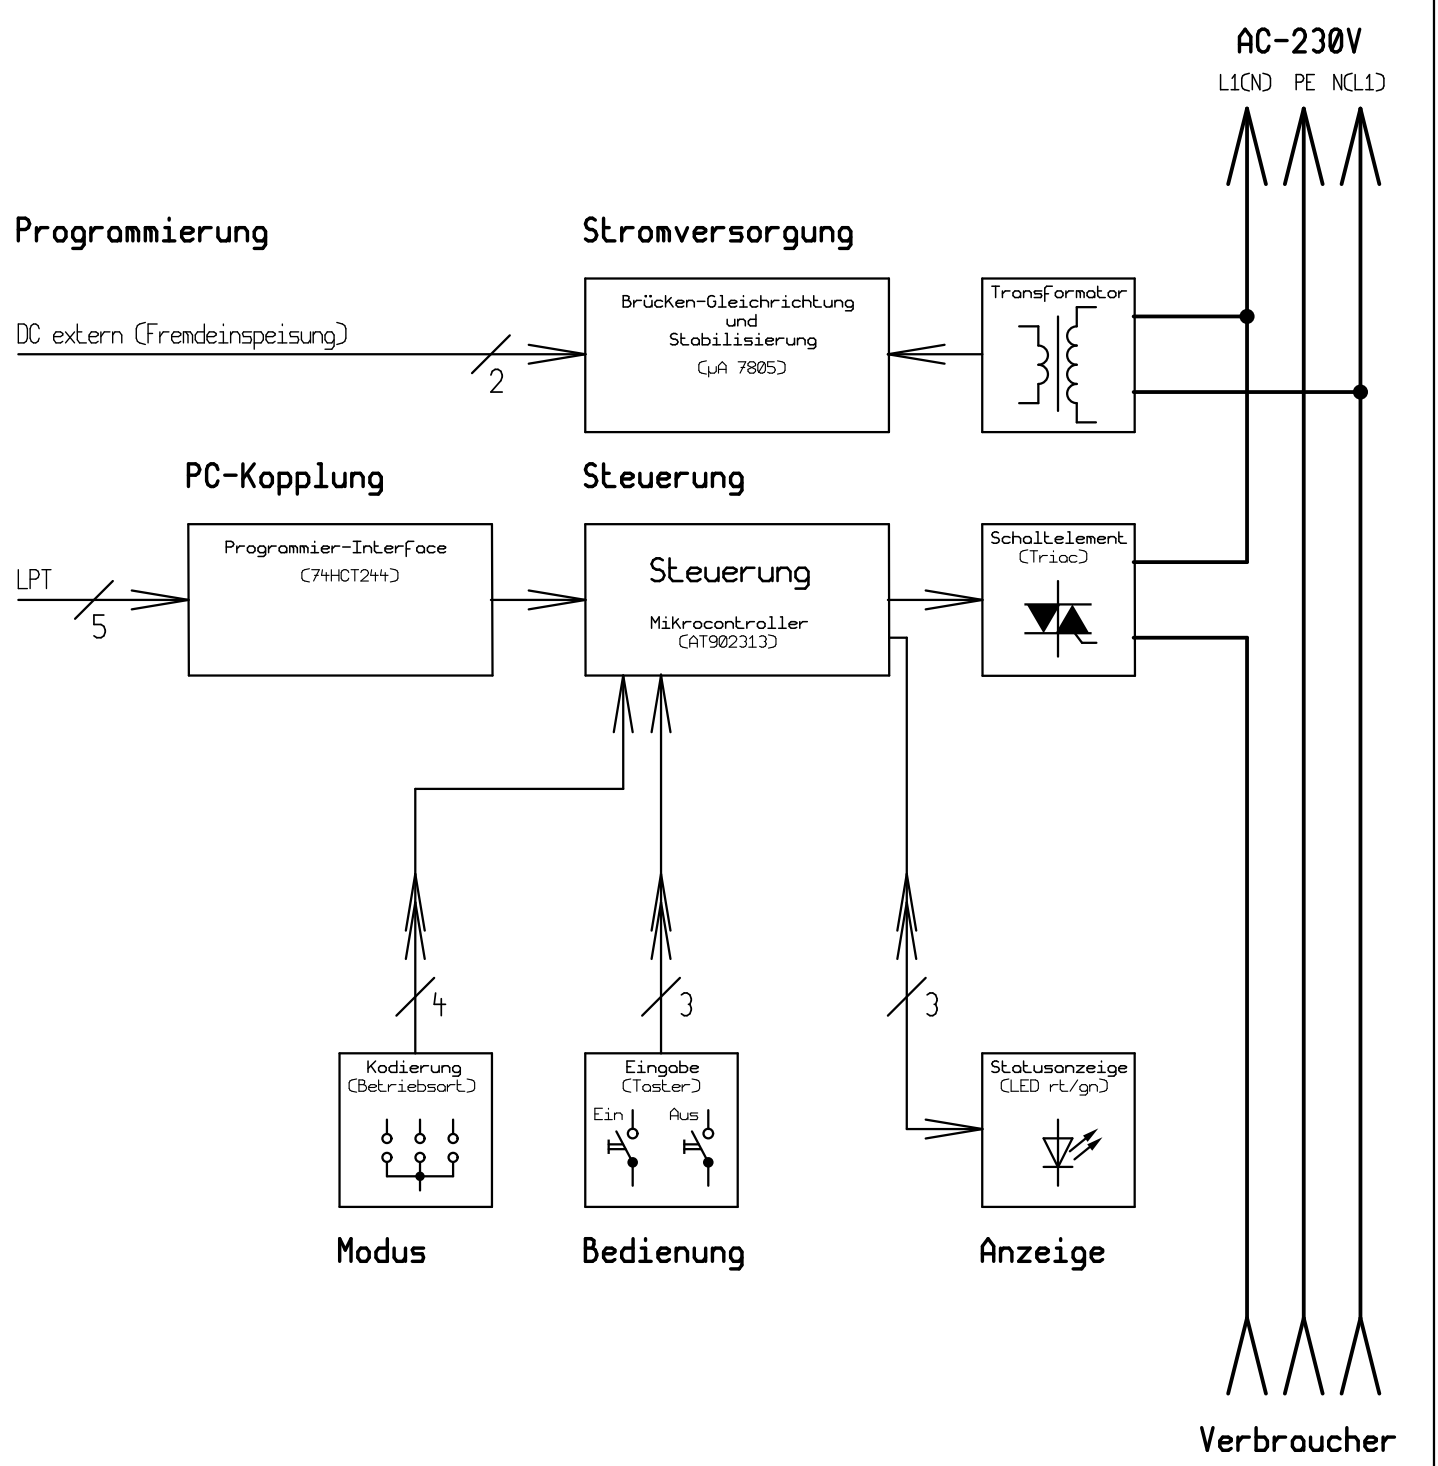 AC-230V
L1(N) PE N(L1)
Programmierung
Stromversorgung
Brücken-Gleichrichtung
und
Stabilisierung
(µA 7805)
Transformator
DC extern (Fremdeinspeisung)
2
PC-Kopplung
Steuerung
Programmier-Interface
(74HCT244)
Steuerung
Mikrocontroller
(AT902313)
Schaltelement
(Triac)
LPT
5
4
3
3
Kodierung
(Betriebsart)
Eingabe
(Taster)
Ein Aus
Statusanzeige
(LED rt/gn)
Modus
Bedienung
Anzeige
Verbraucher